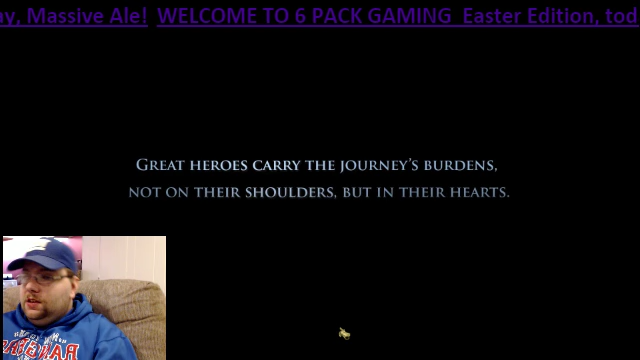 ay, Massive Ale! WELCOME TO 6 PACK GAMING Easter Edition, tod
GREAT HEROES CARRY THE JOURNEY'S BURDENS,
NOT ON THEIR SHOULDERS, BUT IN THEIR HEARTS.